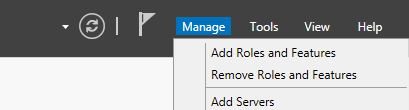 Manage Tools View Help
Add Roles and Features
Remove Roles and Features
Add Servers